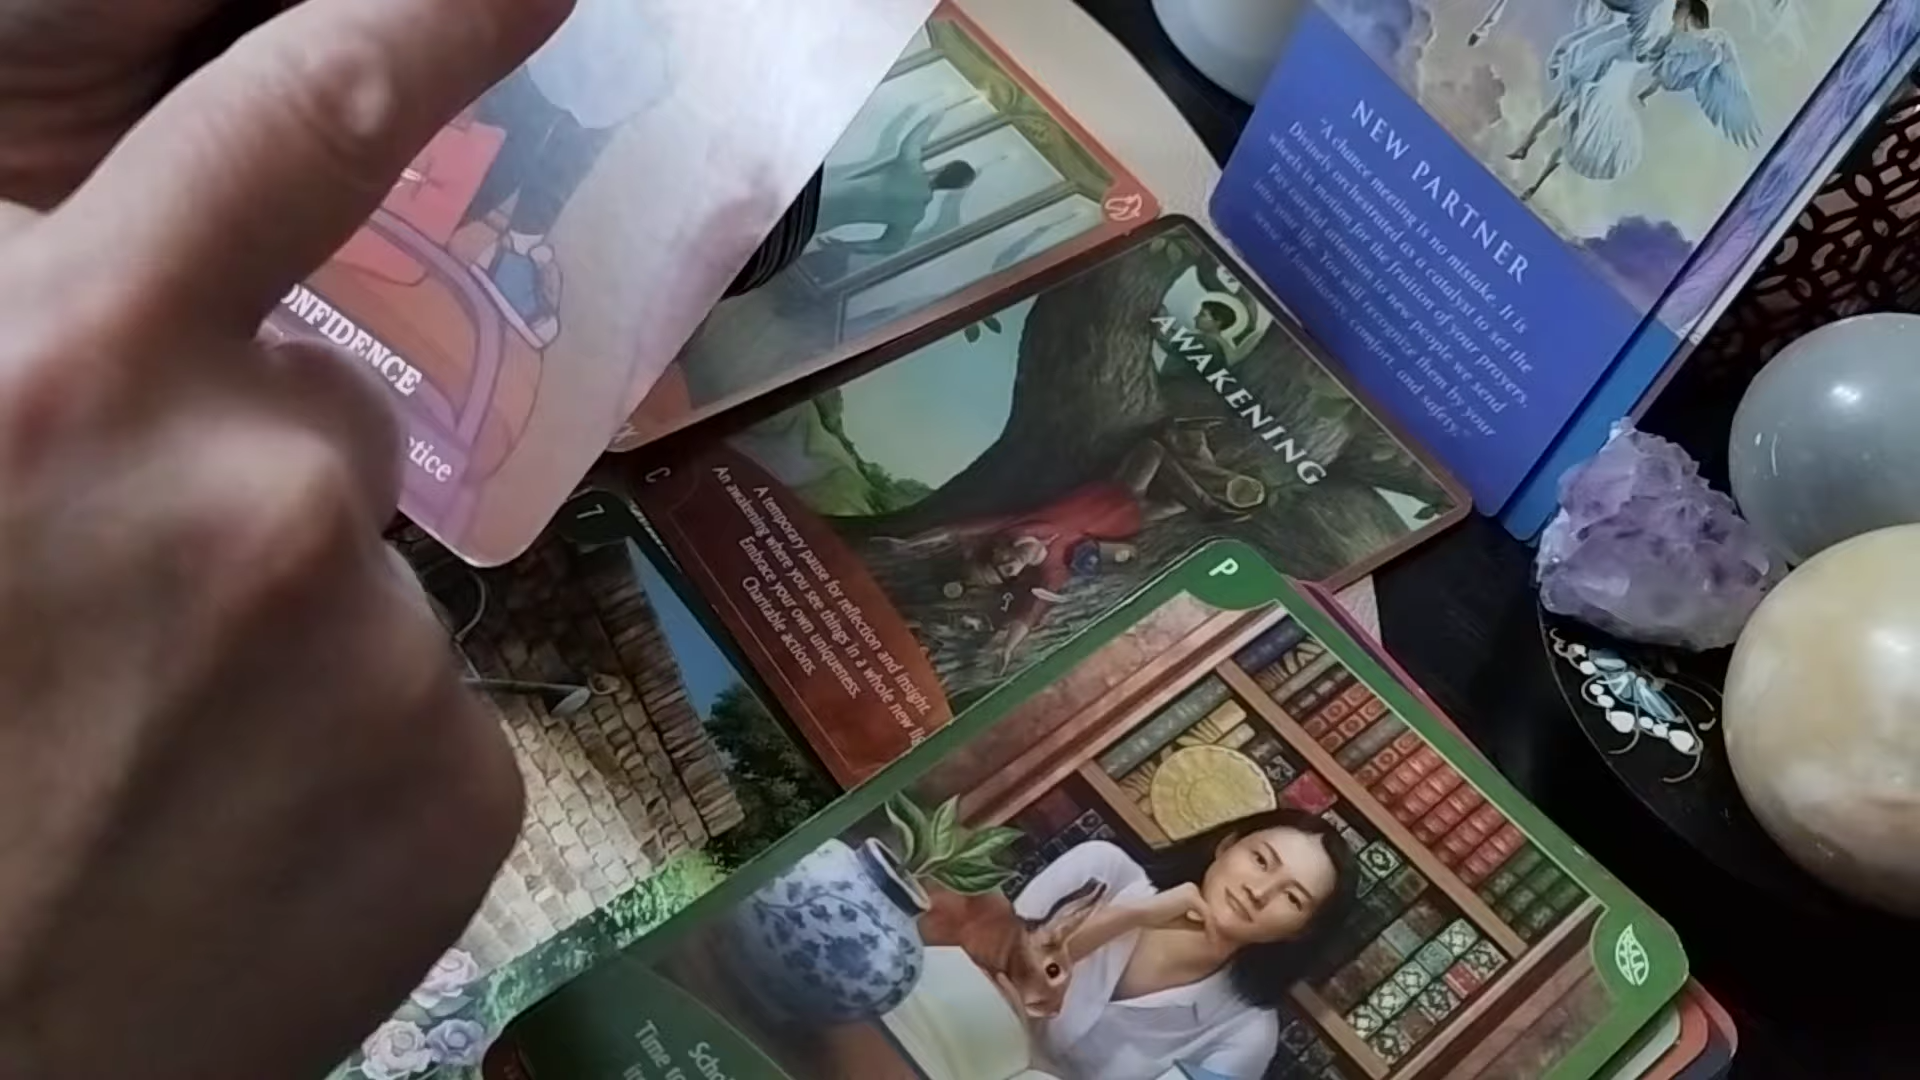 NEW PARTNER
"A chance meeting is no mistake. It is
Divinely orchestrated as a catalyst to set the
wheels in motion for the fruition of your prayers.
Pay careful attention to new people we send
into your life. You will recognize them by your
sense of familiarity, comfort, and safety."
ONFIDENCE
ctice
AWAKENING
C
A temporary pause for reflection and insight.
An awakening where you see things in a whole new lig
Embrace your own uniqueness.
Charitable actions.
7
P
Schol
Time to